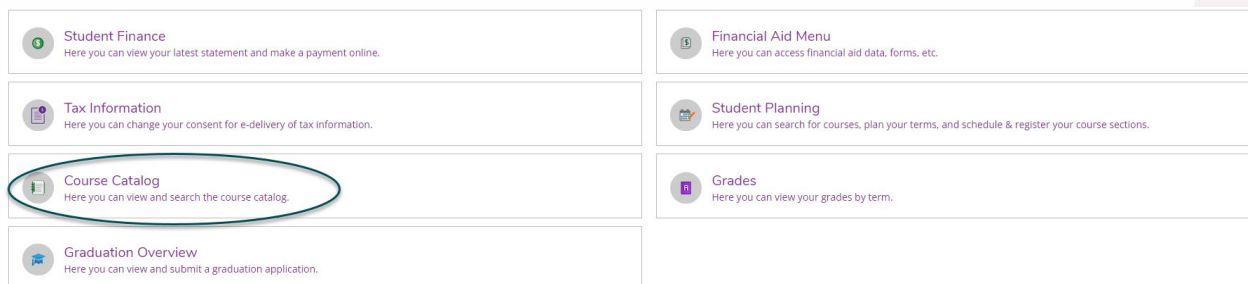 Student Finance
Here you can view your latest statement and make a payment online.
Financial Aid Menu
Here you can access financial aid data, forms, etc.
Tax Information
Here you can change your consent for e-delivery of tax information.
Student Planning
Here you can search for courses, plan your terms, and schedule & register your course sections.
Course Catalog
Here you can view and search the course catalog.
Grades
Here you can view your grades by term.
Graduation Overview
Here you can view and submit a graduation application.